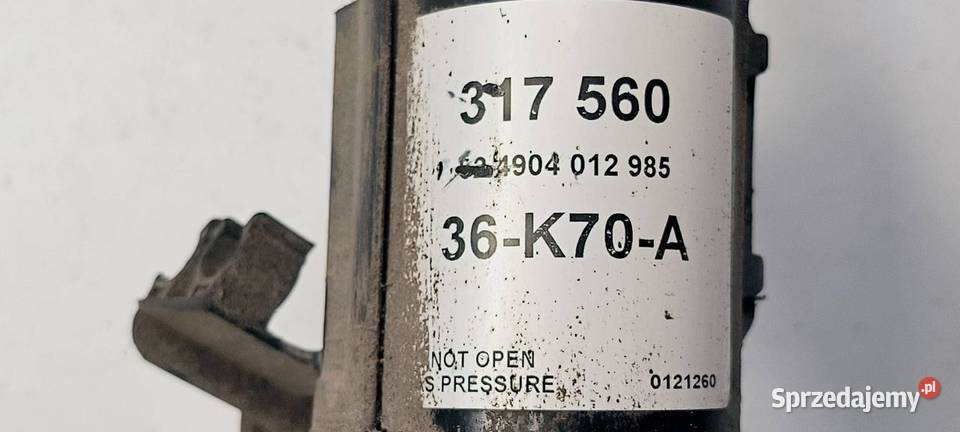 317 560
4904 012 985
36-K70-A
NOT OPEN
S PRESSURE
0121260
Sprzedajemy.pl